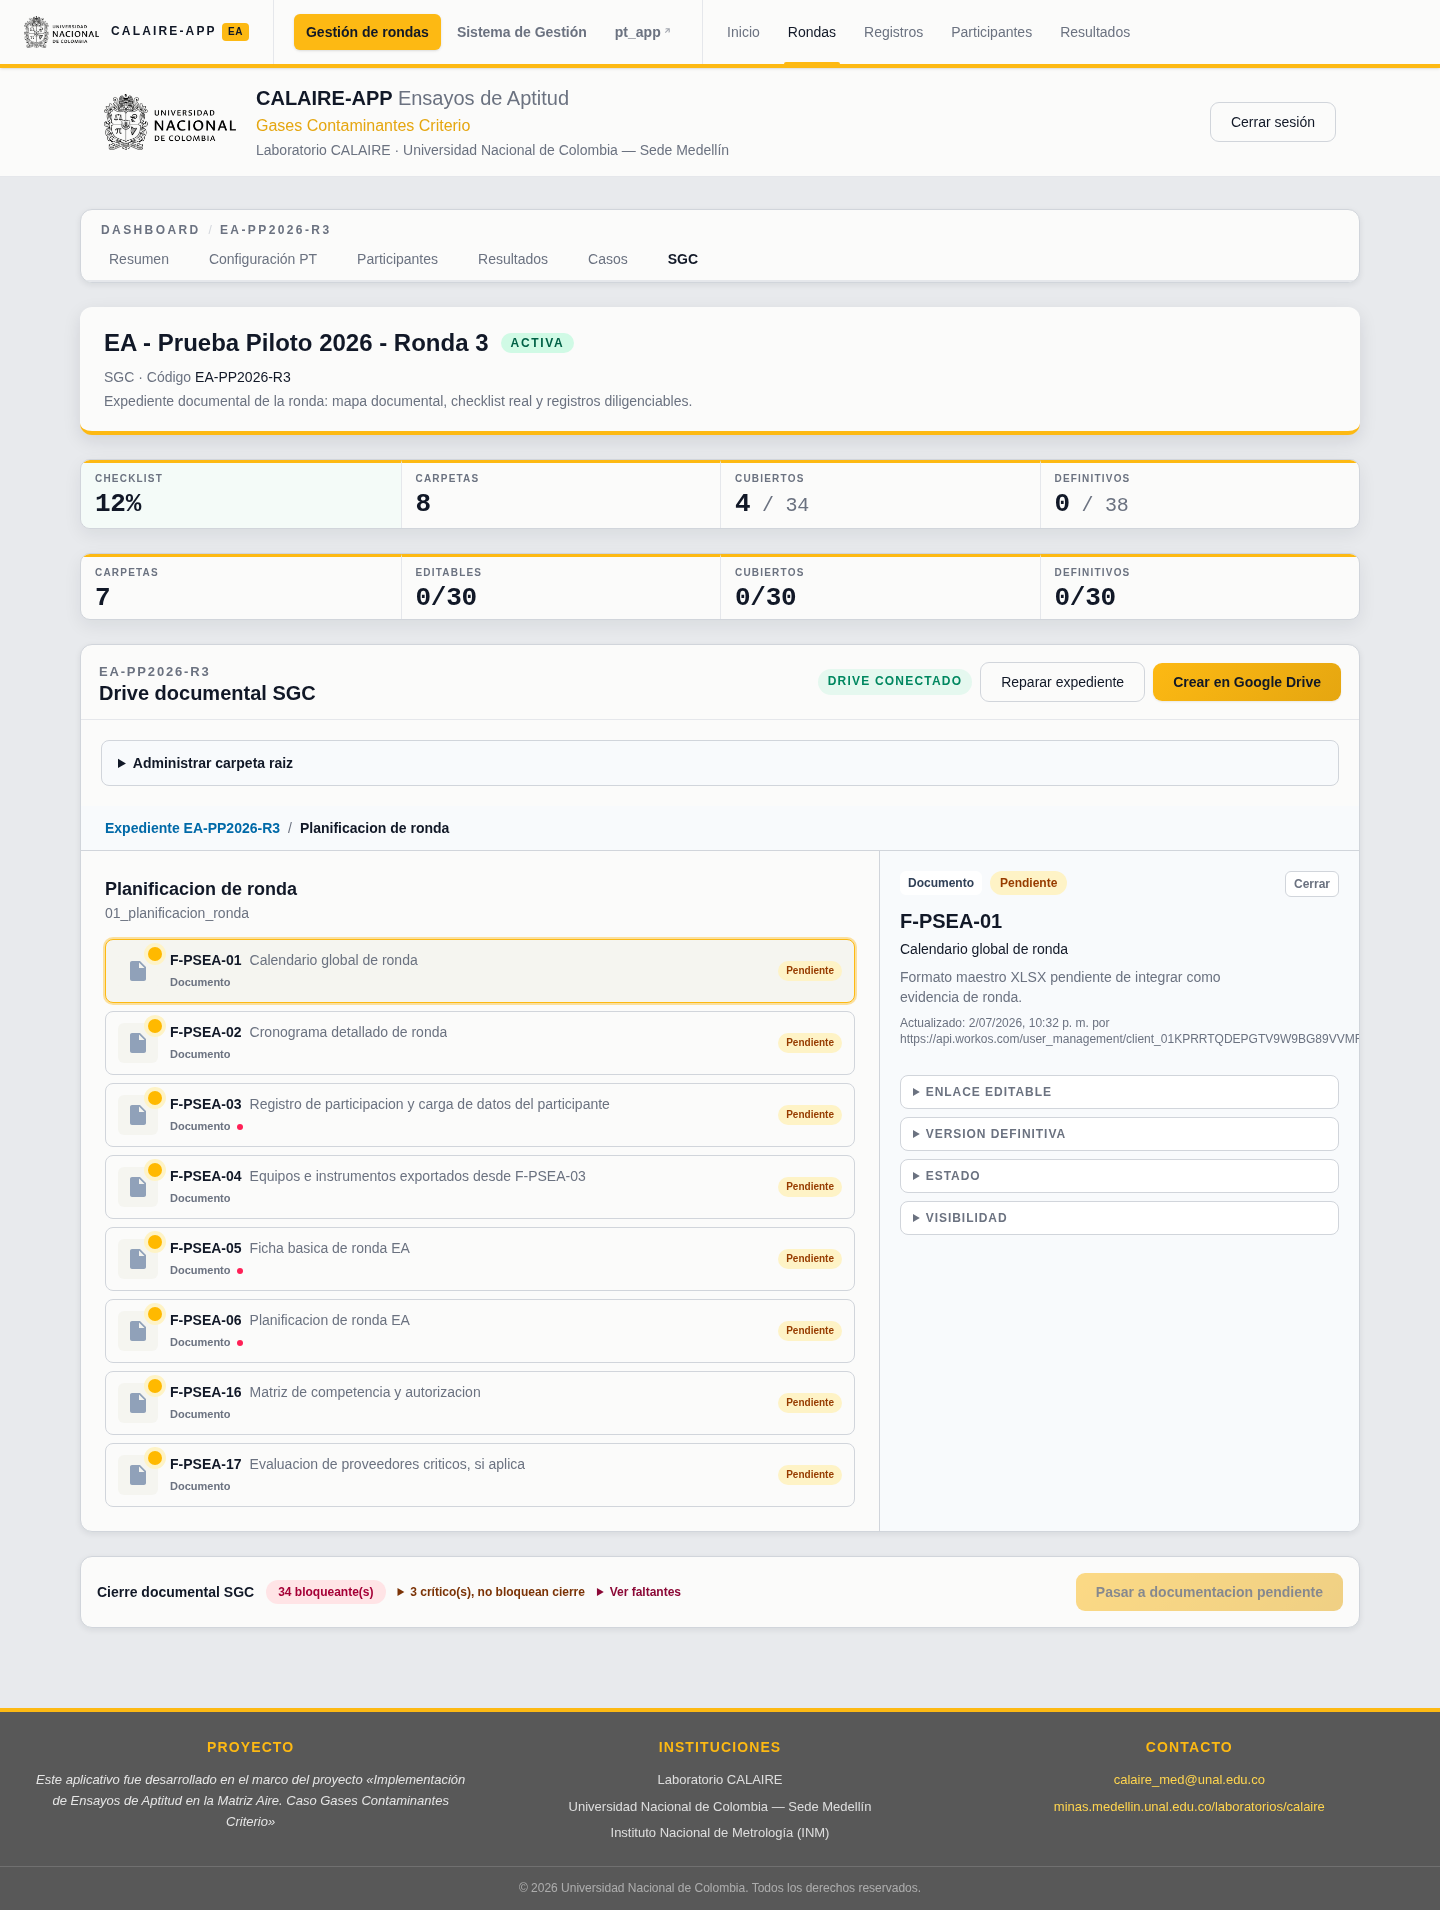 UNIVERSIDAD
NACIONAL
DE COLOMBIA
CALAIRE-APP EA
Gestión de rondas
Sistema de Gestión
pt_app ↗
Inicio
Rondas
Registros
Participantes
Resultados
UNIVERSIDAD
NACIONAL
DE COLOMBIA
CALAIRE-APP Ensayos de Aptitud
Gases Contaminantes Criterio
Laboratorio CALAIRE · Universidad Nacional de Colombia — Sede Medellín
Cerrar sesión
DASHBOARD / EA-PP2026-R3
Resumen
Configuración PT
Participantes
Resultados
Casos
SGC
EA - Prueba Piloto 2026 - Ronda 3 ACTIVA
SGC · Código EA-PP2026-R3
Expediente documental de la ronda: mapa documental, checklist real y registros diligenciables.
CHECKLIST
12%
CARPETAS
8
CUBIERTOS
4 / 34
DEFINITIVOS
0 / 38
CARPETAS
7
EDITABLES
0/30
CUBIERTOS
0/30
DEFINITIVOS
0/30
EA-PP2026-R3
Drive documental SGC
DRIVE CONECTADO
Reparar expediente
Crear en Google Drive
Administrar carpeta raiz
Expediente EA-PP2026-R3 / Planificacion de ronda
Planificacion de ronda
01_planificacion_ronda
F-PSEA-01 Calendario global de ronda
Documento
Pendiente
F-PSEA-02 Cronograma detallado de ronda
Documento
Pendiente
F-PSEA-03 Registro de participacion y carga de datos del participante
Documento
Pendiente
F-PSEA-04 Equipos e instrumentos exportados desde F-PSEA-03
Documento
Pendiente
F-PSEA-05 Ficha basica de ronda EA
Documento
Pendiente
F-PSEA-06 Planificacion de ronda EA
Documento
Pendiente
F-PSEA-16 Matriz de competencia y autorizacion
Documento
Pendiente
F-PSEA-17 Evaluacion de proveedores criticos, si aplica
Documento
Pendiente
Documento Pendiente
Cerrar
F-PSEA-01
Calendario global de ronda
Formato maestro XLSX pendiente de integrar como
evidencia de ronda.
Actualizado: 2/07/2026, 10:32 p. m. por
https://api.workos.com/user_management/client_01KPRRTQDEPGTV9W9BG89VVMF
ENLACE EDITABLE
VERSION DEFINITIVA
ESTADO
VISIBILIDAD
Cierre documental SGC
34 bloqueante(s)
3 crítico(s), no bloquean cierre
Ver faltantes
Pasar a documentacion pendiente
PROYECTO
Este aplicativo fue desarrollado en el marco del proyecto «Implementación
de Ensayos de Aptitud en la Matriz Aire. Caso Gases Contaminantes
Criterio»
INSTITUCIONES
Laboratorio CALAIRE
Universidad Nacional de Colombia — Sede Medellín
Instituto Nacional de Metrología (INM)
CONTACTO
calaire_med@unal.edu.co
minas.medellin.unal.edu.co/laboratorios/calaire
© 2026 Universidad Nacional de Colombia. Todos los derechos reservados.